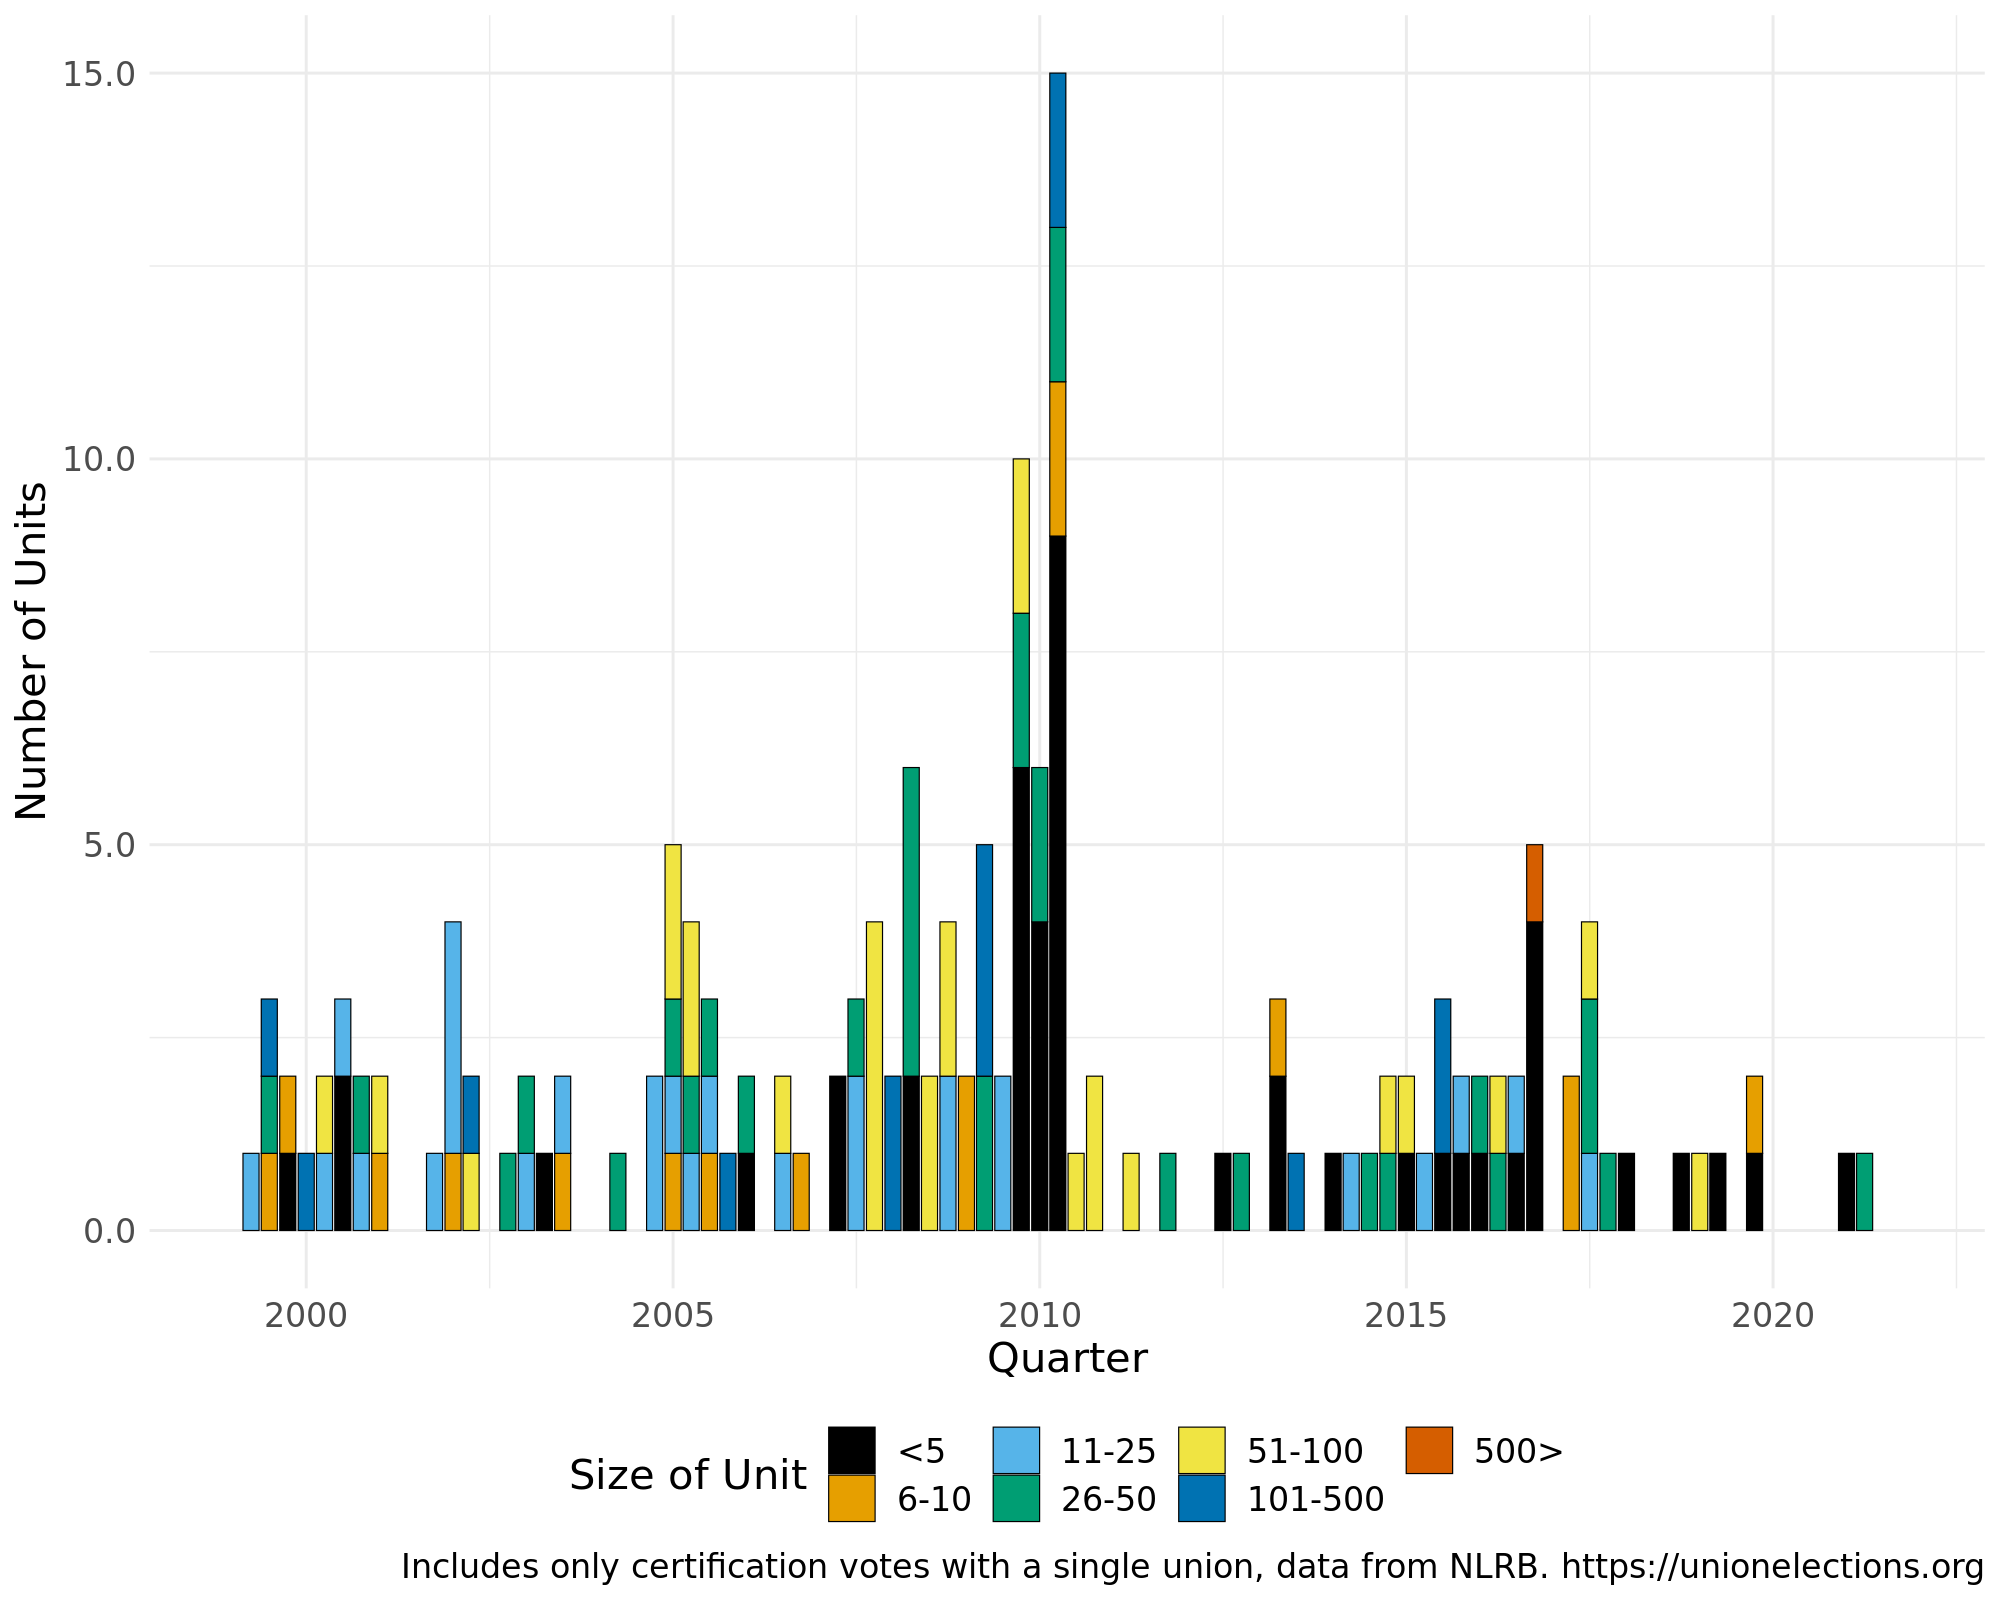 15.0
10.0
5.0
0.0
Number of Units
2000 2005 2010 2015 2020
Quarter
Size of Unit
<5 11-25 51-100 500>
6-10 26-50 101-500
Includes only certification votes with a single union, data from NLRB. https://unionelections.org